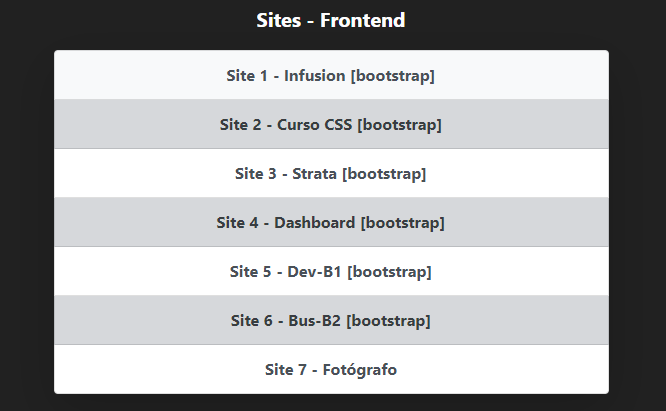 Sites - Frontend
Site 1 - Infusion [bootstrap]
Site 2 - Curso CSS [bootstrap]
Site 3 - Strata [bootstrap]
Site 4 - Dashboard [bootstrap]
Site 5 - Dev-B1 [bootstrap]
Site 6 - Bus-B2 [bootstrap]
Site 7 - Fotógrafo